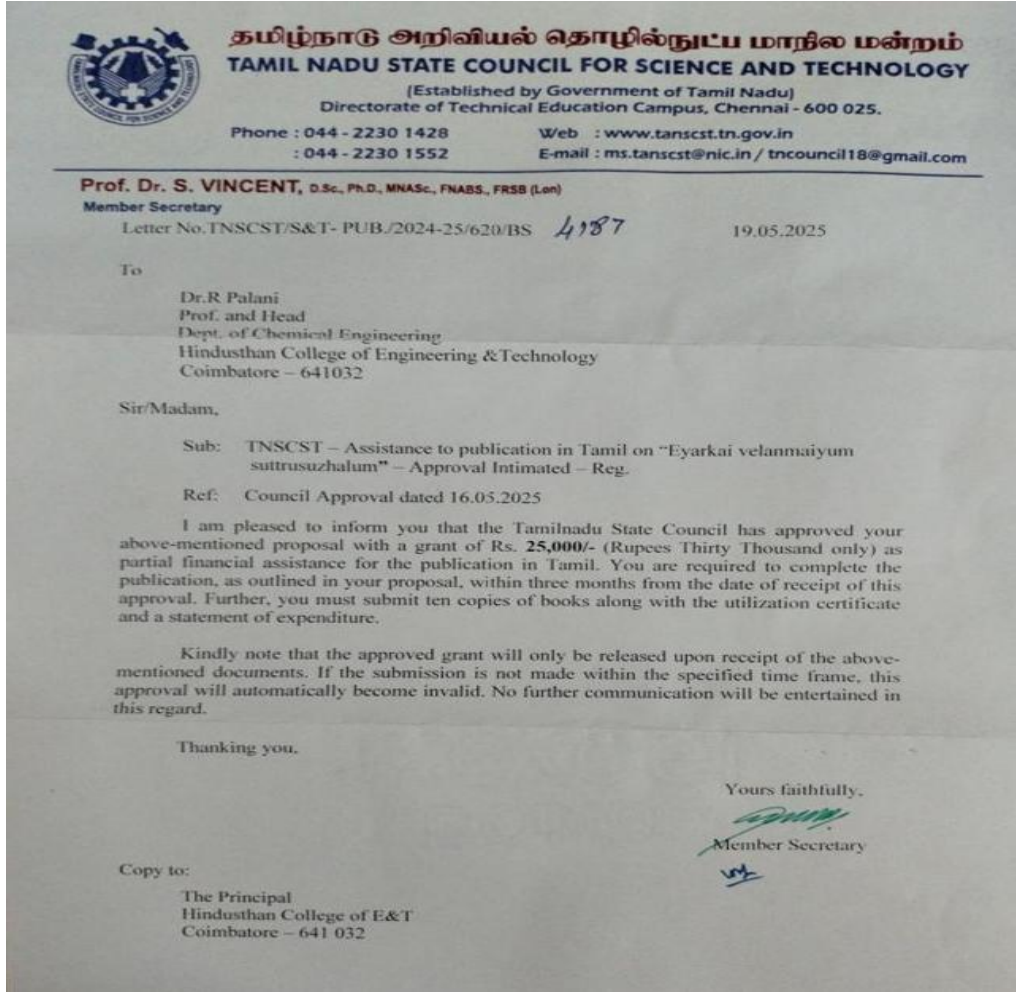 தமிழ்நாடு அறிவியல் தொழில்நுட்ப மாநில மன்றம்
TAMIL NADU STATE COUNCIL FOR SCIENCE AND TECHNOLOGY
(Established by Government of Tamil Nadu)
Directorate of Technical Education Campus, Chennai - 600 025.
Phone : 044 - 2230 1428 Web : www.tanscst.tn.gov.in
: 044 - 2230 1552 E-mail : ms.tanscst@nic.in / tncouncil18@gmail.com
Prof. Dr. S. VINCENT, D.Sc., Ph.D., MNASc., FNABS., FRSB (Lon)
Member Secretary
Letter No.TNSCST/S&T- PUB./2024-25/620/BS 4187 19.05.2025
To
Dr.R Palani
Prof. and Head
Dept. of Chemical Engineering
Hindusthan College of Engineering &Technology
Coimbatore – 641032
Sir/Madam,
Sub: TNSCST – Assistance to publication in Tamil on “Eyarkai velanmaiyum
suttrusuzhalum” – Approval Intimated – Reg.
Ref: Council Approval dated 16.05.2025
I am pleased to inform you that the Tamilnadu State Council has approved your
above-mentioned proposal with a grant of Rs. 25,000/- (Rupees Thirty Thousand only) as
partial financial assistance for the publication in Tamil. You are required to complete the
publication, as outlined in your proposal, within three months from the date of receipt of this
approval. Further, you must submit ten copies of books along with the utilization certificate
and a statement of expenditure.
Kindly note that the approved grant will only be released upon receipt of the above-
mentioned documents. If the submission is not made within the specified time frame, this
approval will automatically become invalid. No further communication will be entertained in
this regard.
Thanking you,
Yours faithfully,
Member Secretary
Copy to:
The Principal
Hindusthan College of E&T
Coimbatore – 641 032